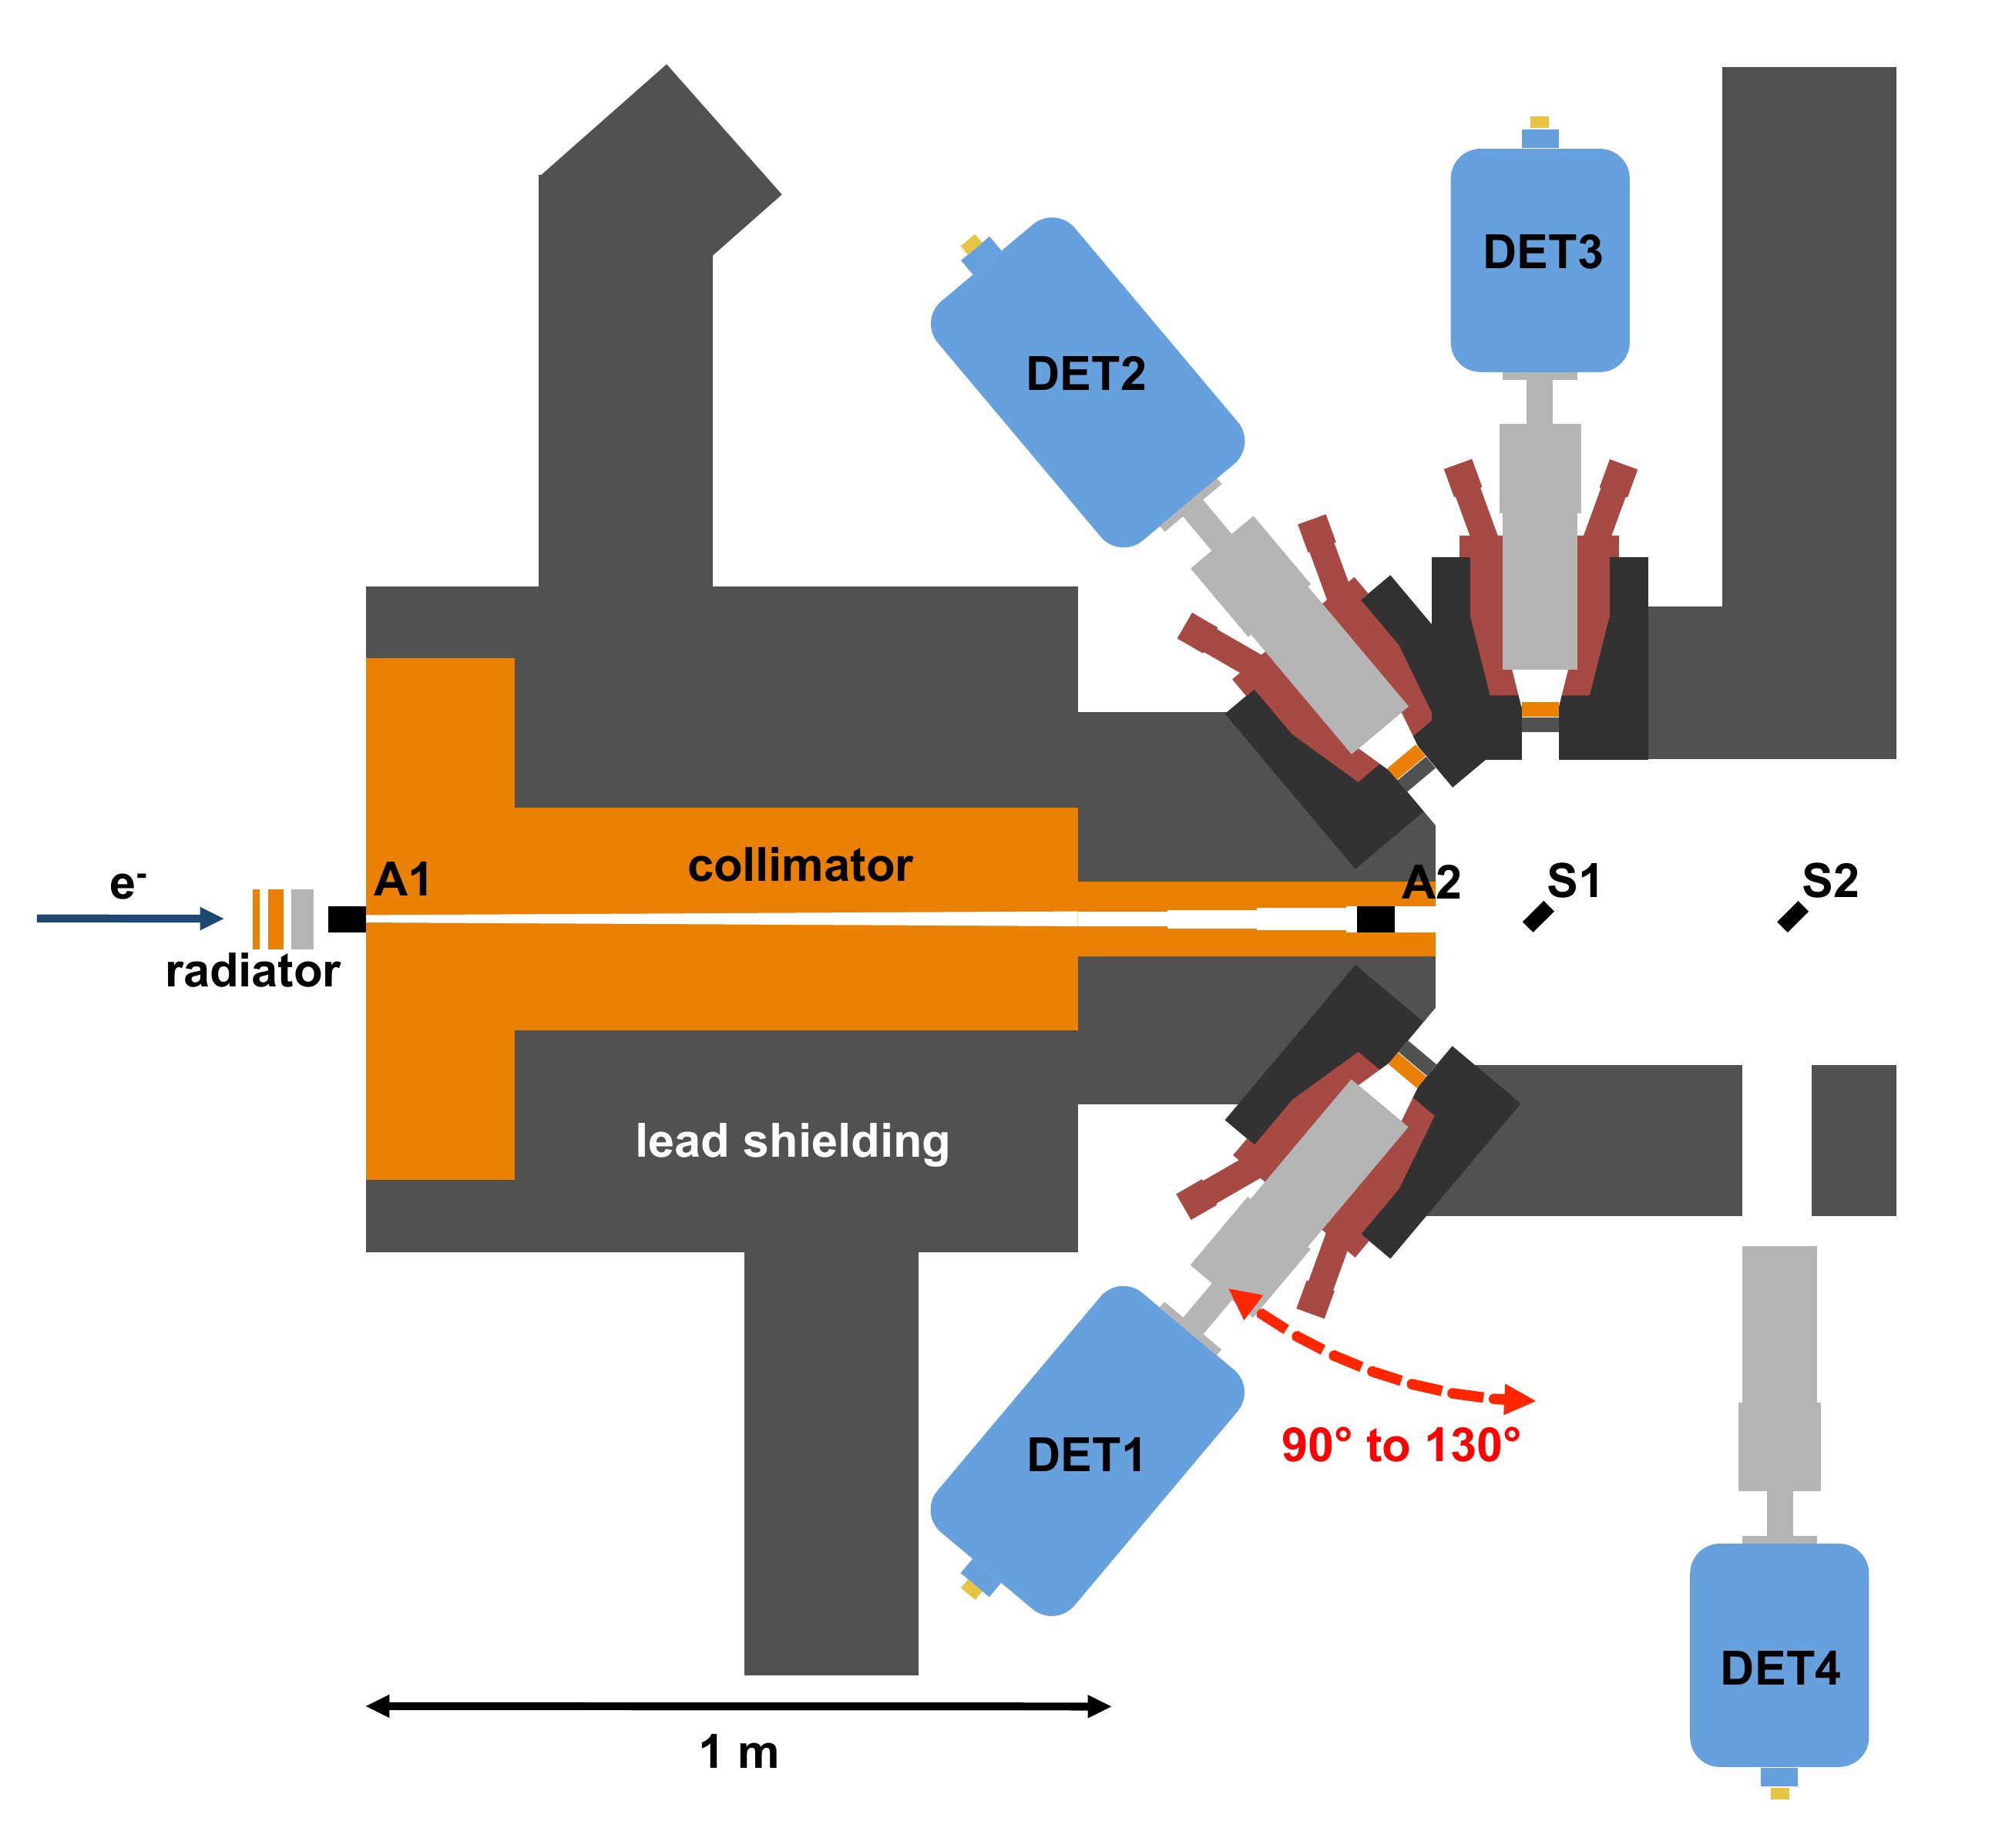 DET3
DET2
collimator
A1
A2
S1
S2
e-
radiator
lead shielding
90° to 130°
DET1
DET4
1 m